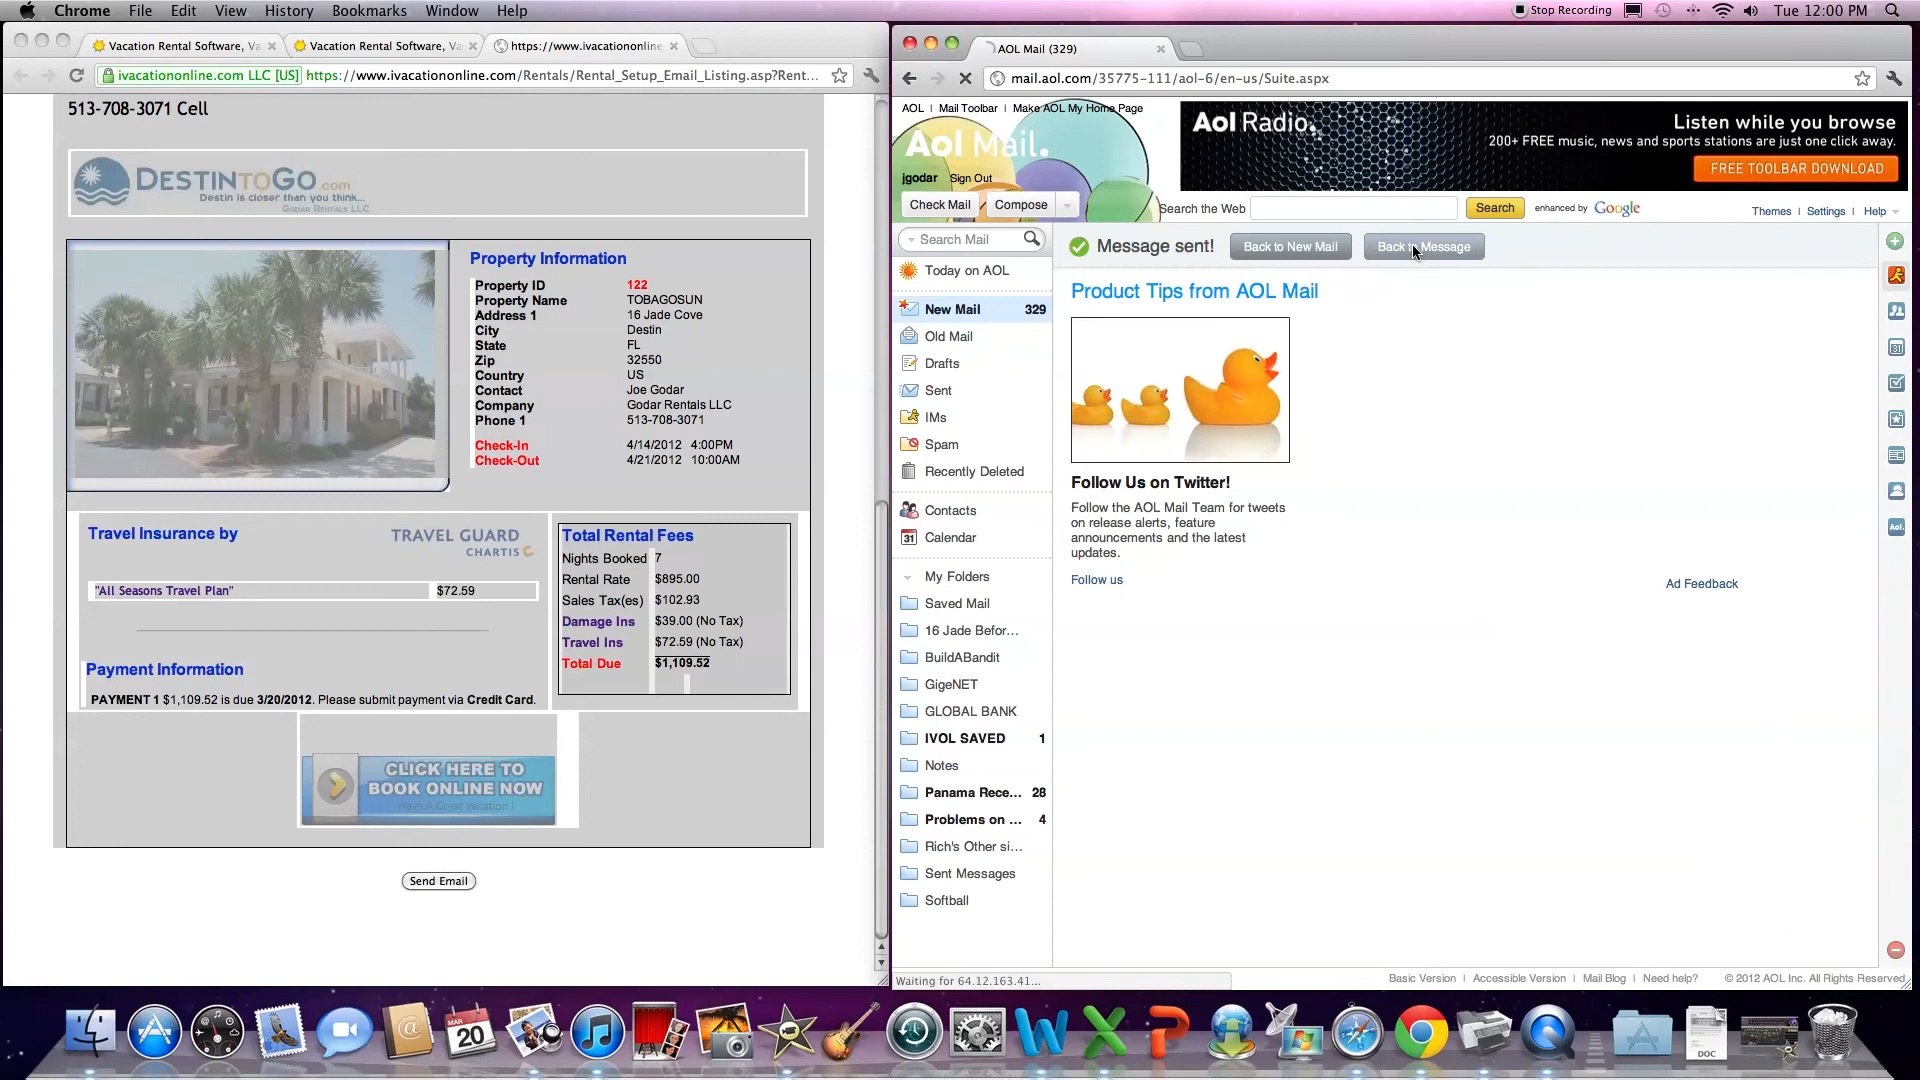 Chrome File Edit View History Bookmarks Window Help
Stop Recording Tue 12:00 PM
Vacation Rental Software, Va
Vacation Rental Software, V
https://www.ivacationonline
ivacationonline.com LLC [US] https://www.ivacationonline.com/Rentals/Rental_Setup_Email_Listing.asp?Rent...
513-708-3071 Cell
DESTINTOGO.com
Destin is closer than you think...
GODAR RENTALS LLC
Property Information
Property ID 122
Property Name TOBAGOSUN
Address 1 16 Jade Cove
City Destin
State FL
Zip 32550
Country US
Contact Joe Godar
Company Godar Rentals LLC
Phone 1 513-708-3071
Check-In 4/14/2012 4:00PM
Check-Out 4/21/2012 10:00AM
Travel Insurance by
TRAVEL GUARD
CHARTIS
"All Seasons Travel Plan" $72.59
Payment Information
PAYMENT 1 $1,109.52 is due 3/20/2012. Please submit payment via Credit Card.
Total Rental Fees
Nights Booked 7
Rental Rate $895.00
Sales Tax(es) $102.93
Damage Ins $39.00 (No Tax)
Travel Ins $72.59 (No Tax)
Total Due $1,109.52
CLICK HERE TO
BOOK ONLINE NOW
Have A Great Vacation !
Send Email
AOL Mail (329)
mail.aol.com/35775-111/aol-6/en-us/Suite.aspx
AOL | Mail Toolbar | Make AOL My Home Page
Aol Mail.
jgodar Sign Out
Check Mail Compose
Aol Radio.
Listen while you browse
200+ FREE music, news and sports stations are just one click away.
FREE TOOLBAR DOWNLOAD
Search the Web Search enhanced by Google
Themes | Settings | Help
Search Mail
Today on AOL
New Mail 329
Old Mail
Drafts
Sent
IMs
Spam
Recently Deleted
Contacts
31 Calendar
My Folders
Saved Mail
16 Jade Befor...
BuildABandit
GigeNET
GLOBAL BANK
IVOL SAVED 1
Notes
Panama Rece... 28
Problems on ... 4
Rich's Other si...
Sent Messages
Softball
Message sent! Back to New Mail Back to Message
Product Tips from AOL Mail
Follow Us on Twitter!
Follow the AOL Mail Team for tweets
on release alerts, feature
announcements and the latest
updates.
Follow us
Ad Feedback
31
Aol.
Waiting for 64.12.163.41...
Basic Version | Accessible Version | Mail Blog | Need help? © 2012 AOL Inc. All Rights Reserved
MAR
20
DOC